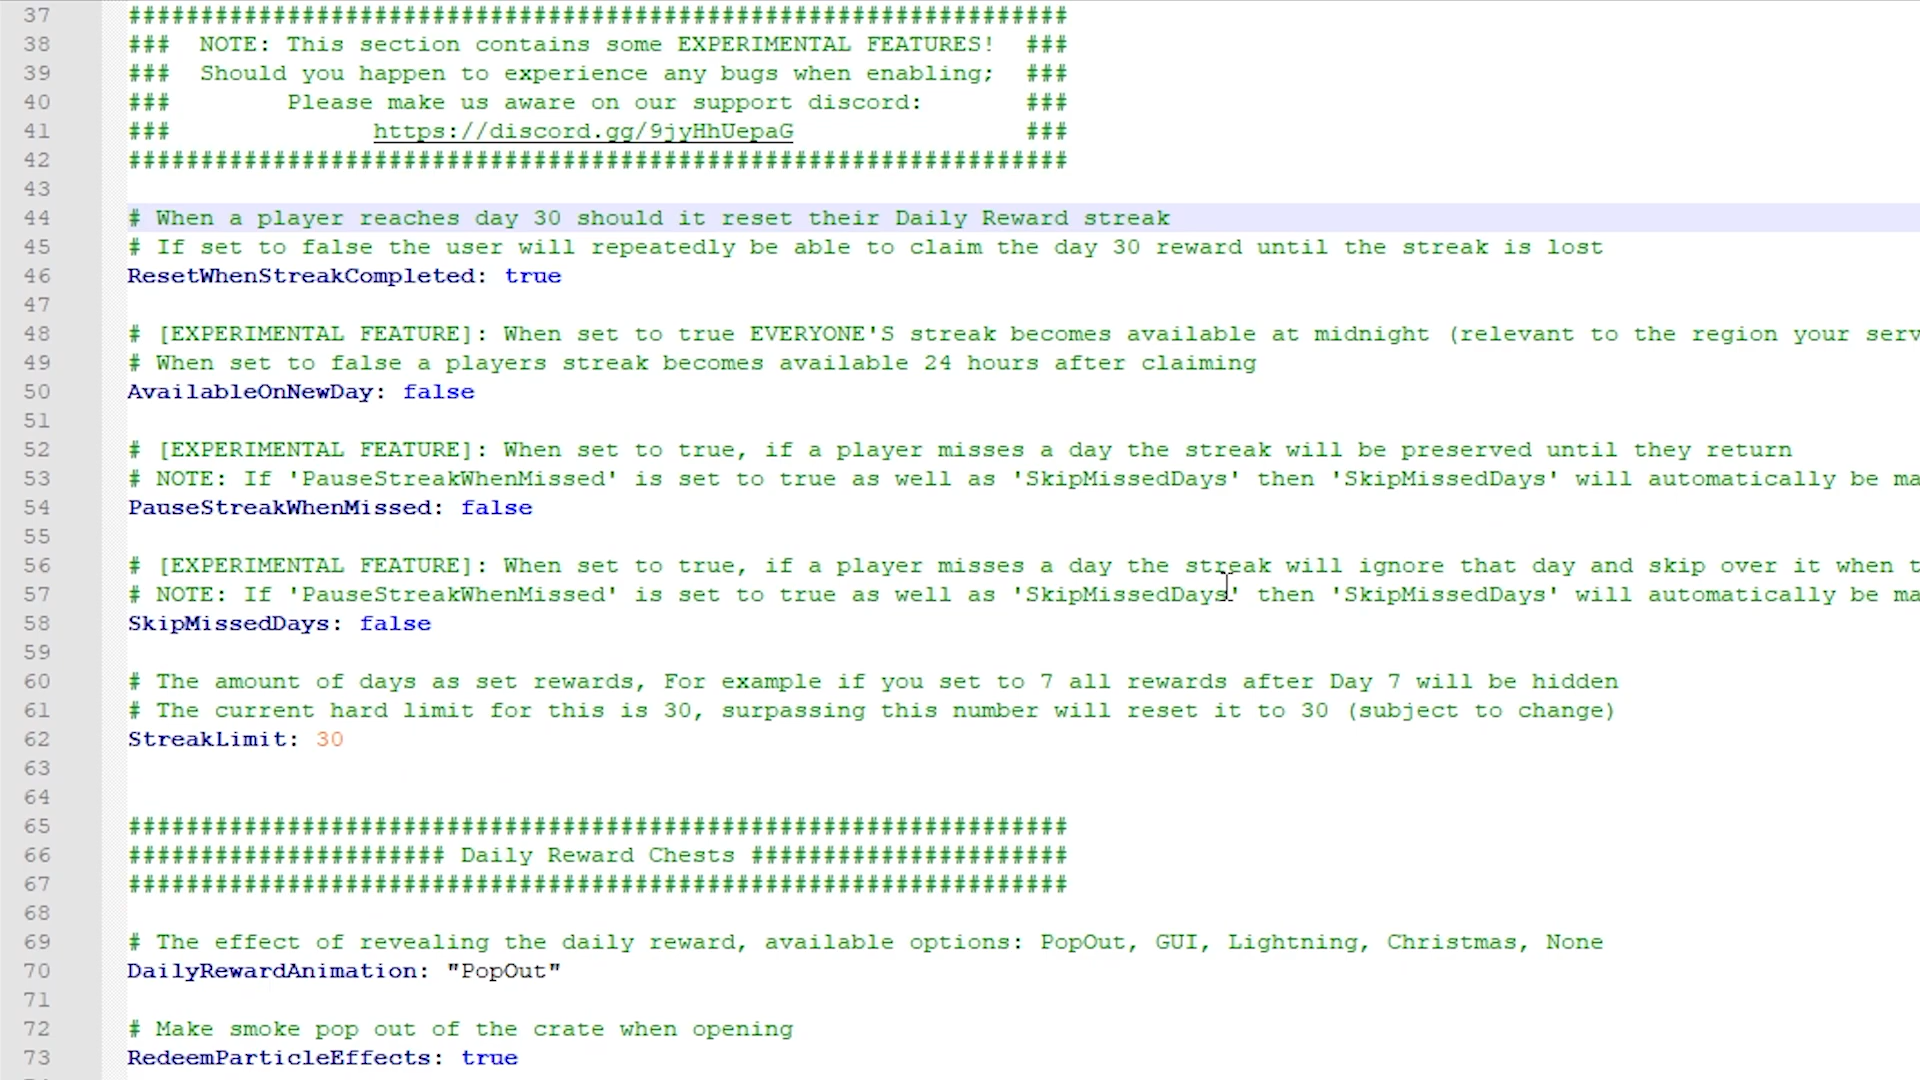 37 #################################################################
38 ### NOTE: This section contains some EXPERIMENTAL FEATURES! ###
39 ### Should you happen to experience any bugs when enabling; ###
40 ### Please make us aware on our support discord: ###
41 ### https://discord.gg/9jyHhUepaG ###
42 #################################################################
43
44 # When a player reaches day 30 should it reset their Daily Reward streak
45 # If set to false the user will repeatedly be able to claim the day 30 reward until the streak is lost
46 ResetWhenStreakCompleted: true
47
48 # [EXPERIMENTAL FEATURE]: When set to true EVERYONE'S streak becomes available at midnight (relevant to the region your serv
49 # When set to false a players streak becomes available 24 hours after claiming
50 AvailableOnNewDay: false
51
52 # [EXPERIMENTAL FEATURE]: When set to true, if a player misses a day the streak will be preserved until they return
53 # NOTE: If 'PauseStreakWhenMissed' is set to true as well as 'SkipMissedDays' then 'SkipMissedDays' will automatically be ma
54 PauseStreakWhenMissed: false
55
56 # [EXPERIMENTAL FEATURE]: When set to true, if a player misses a day the streak will ignore that day and skip over it when t
57 # NOTE: If 'PauseStreakWhenMissed' is set to true as well as 'SkipMissedDays' then 'SkipMissedDays' will automatically be ma
58 SkipMissedDays: false
59
60 # The amount of days as set rewards, For example if you set to 7 all rewards after Day 7 will be hidden
61 # The current hard limit for this is 30, surpassing this number will reset it to 30 (subject to change)
62 StreakLimit: 30
63
64
65 #################################################################
66 ###################### Daily Reward Chests ######################
67 #################################################################
68
69 # The effect of revealing the daily reward, available options: PopOut, GUI, Lightning, Christmas, None
70 DailyRewardAnimation: "PopOut"
71
72 # Make smoke pop out of the crate when opening
73 RedeemParticleEffects: true